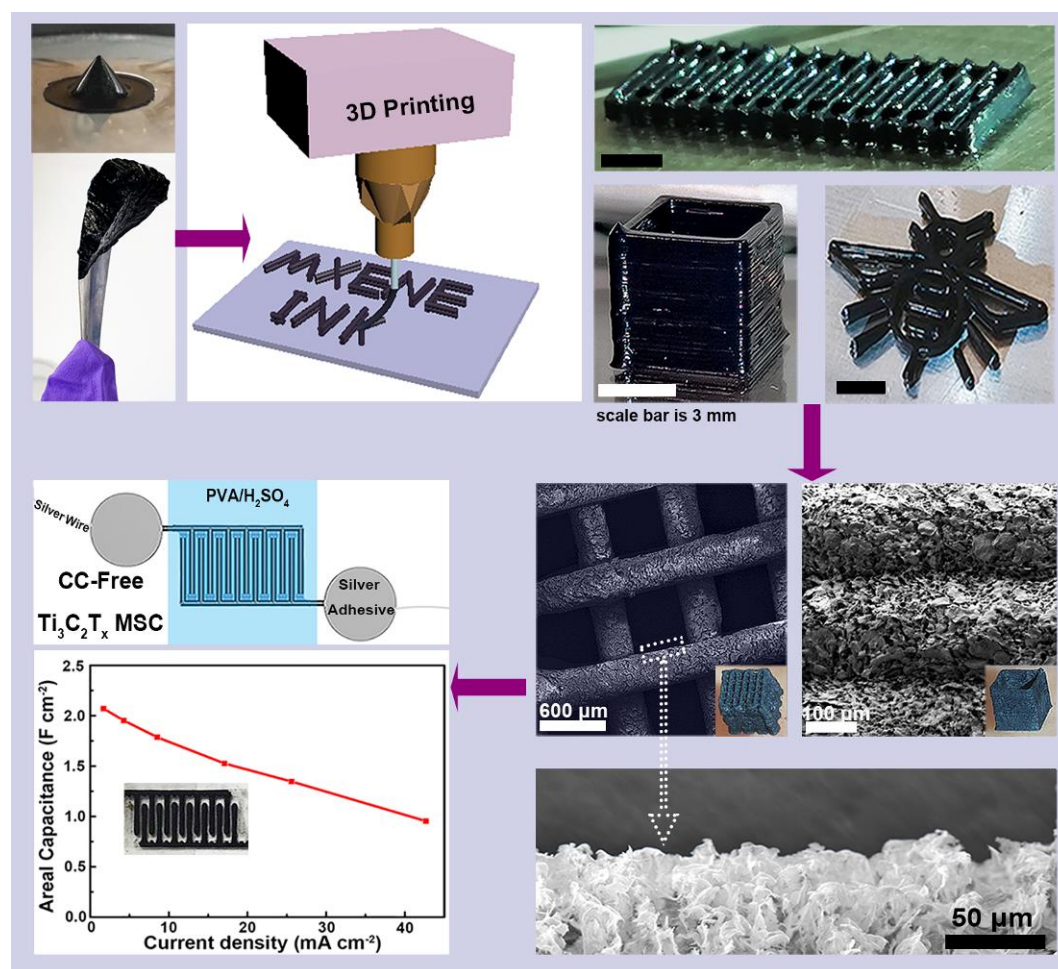 3D Printing
MXENE
INK
scale bar is 3 mm
Silver Wire
PVA/H₂SO₄
CC-Free
Ti₃C₂Tₓ MSC
Silver
Adhesive
600 µm
100 µm
50 µm
Areal Capacitance (F cm⁻²)
2.5
2.0
1.5
1.0
0.5
0.0
0
10
20
30
40
Current density (mA cm⁻²)